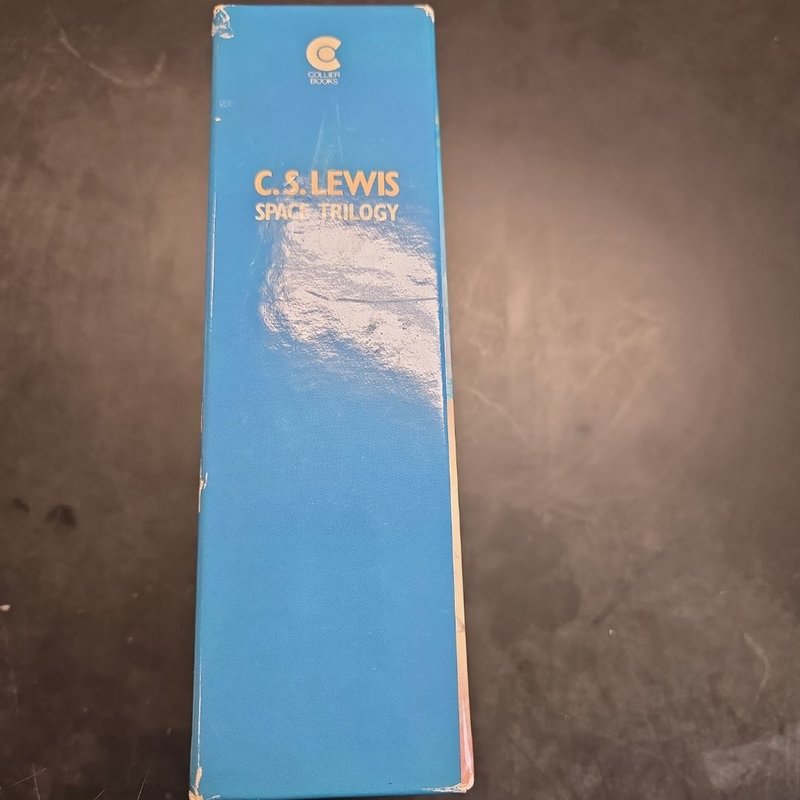 COLLIER
BOOKS
C. S. LEWIS
SPACE TRILOGY